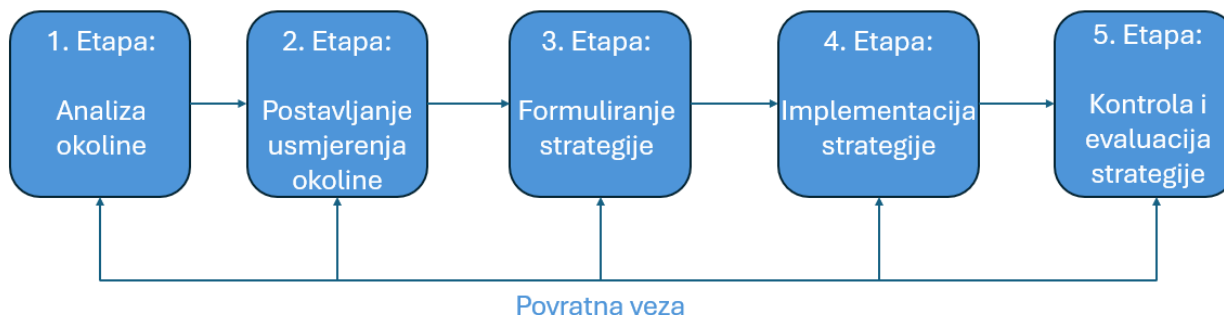 1. Etapa:
Analiza
okoline
2. Etapa:
Postavljanje
usmjerenja
okoline
3. Etapa:
Formuliranje
strategije
4. Etapa:
Implementacija
strategije
5. Etapa:
Kontrola i
evaluacija
strategije
Povratna veza